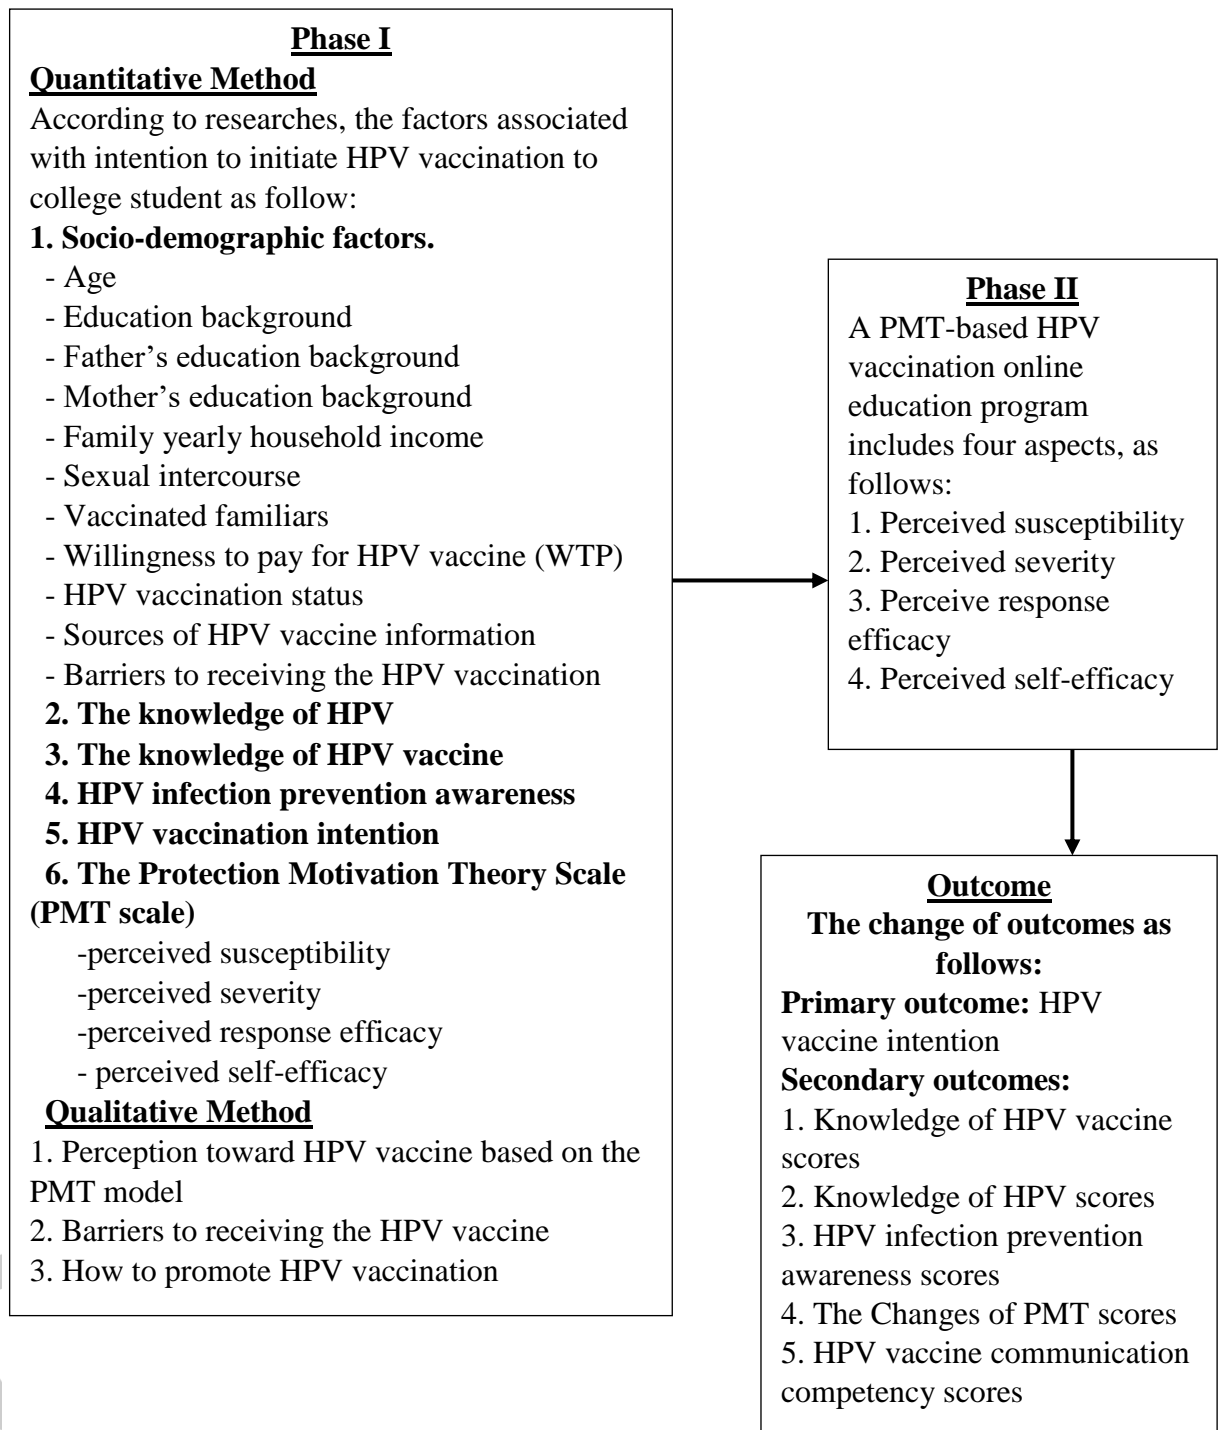 Phase I
Quantitative Method
According to researches, the factors associated
with intention to initiate HPV vaccination to
college student as follow:
1. Socio-demographic factors.
- Age
- Education background
- Father’s education background
- Mother’s education background
- Family yearly household income
- Sexual intercourse
- Vaccinated familiars
- Willingness to pay for HPV vaccine (WTP)
- HPV vaccination status
- Sources of HPV vaccine information
- Barriers to receiving the HPV vaccination
2. The knowledge of HPV
3. The knowledge of HPV vaccine
4. HPV infection prevention awareness
5. HPV vaccination intention
6. The Protection Motivation Theory Scale
(PMT scale)
-perceived susceptibility
-perceived severity
-perceived response efficacy
- perceived self-efficacy
Qualitative Method
1. Perception toward HPV vaccine based on the
PMT model
2. Barriers to receiving the HPV vaccine
3. How to promote HPV vaccination
Phase II
A PMT-based HPV
vaccination online
education program
includes four aspects, as
follows:
1. Perceived susceptibility
2. Perceived severity
3. Perceive response
efficacy
4. Perceived self-efficacy
Outcome
The change of outcomes as
follows:
Primary outcome: HPV
vaccine intention
Secondary outcomes:
1. Knowledge of HPV vaccine
scores
2. Knowledge of HPV scores
3. HPV infection prevention
awareness scores
4. The Changes of PMT scores
5. HPV vaccine communication
competency scores